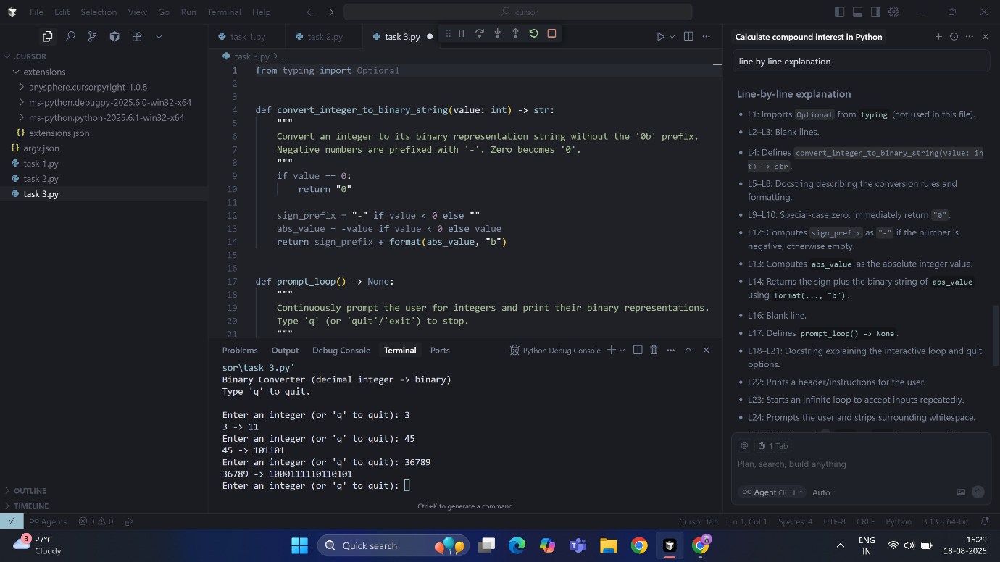 File Edit Selection View Go Run Terminal Help
.cursor
.CURSOR
extensions
anysphere.cursorpyright-1.0.8
ms-python.debugpy-2025.6.0-win32-x64
ms-python.python-2025.6.1-win32-x64
extensions.json
argv.json
task 1.py
task 2.py
task 3.py
OUTLINE
TIMELINE
task 1.py task 2.py task 3.py
task 3.py > ...
1 from typing import Optional
2
3
4 def convert_integer_to_binary_string(value: int) -> str:
5 """
6 Convert an integer to its binary representation string without the '0b' prefix.
7 Negative numbers are prefixed with '-'. Zero becomes '0'.
8 """
9 if value == 0:
10 return "0"
11
12 sign_prefix = "-" if value < 0 else ""
13 abs_value = -value if value < 0 else value
14 return sign_prefix + format(abs_value, "b")
15
16
17 def prompt_loop() -> None:
18 """
19 Continuously prompt the user for integers and print their binary representations.
20 Type 'q' (or 'quit'/'exit') to stop.
21 """
Problems Output Debug Console Terminal Ports Python Debug Console
sor\task 3.py'
Binary Converter (decimal integer -> binary)
Type 'q' to quit.
Enter an integer (or 'q' to quit): 3
3 -> 11
Enter an integer (or 'q' to quit): 45
45 -> 101101
Enter an integer (or 'q' to quit): 36789
36789 -> 1000111110110101
Enter an integer (or 'q' to quit):
Ctrl+K to generate a command
Calculate compound interest in Python
line by line explanation
Line-by-line explanation
• L1: Imports Optional from typing (not used in this file).
• L2–L3: Blank lines.
• L4: Defines convert_integer_to_binary_string(value: in
t) -> str.
• L5–L8: Docstring describing the conversion rules and
formatting.
• L9–L10: Special-case zero: immediately return "0".
• L12: Computes sign_prefix as "-" if the number is
negative, otherwise empty.
• L13: Computes abs_value as the absolute integer value.
• L14: Returns the sign plus the binary string of abs_value
using format(..., "b").
• L16: Blank line.
• L17: Defines prompt_loop() -> None.
• L18–L21: Docstring explaining the interactive loop and quit
options.
• L22: Prints a header/instructions for the user.
• L23: Starts an infinite loop to accept inputs repeatedly.
• L24: Prompts the user and strips surrounding whitespace.
@ 1 Tab
Plan, search, build anything
Agent Ctrl+I Auto
Agents 0 0 Cursor Tab Ln 1, Col 1 Spaces: 4 UTF-8 CRLF Python 3.13.5 64-bit
3 27°C
Cloudy
Quick search
ENG
IN
16:29
18-08-2025